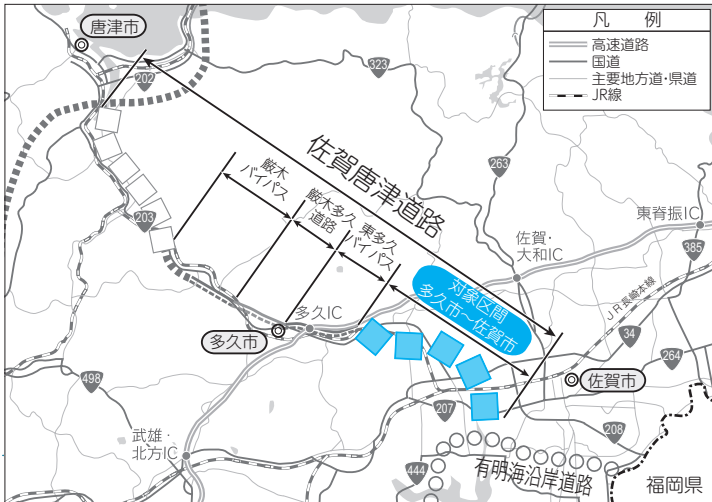 凡 例
高速道路
国道
主要地方道・県道
JR線
唐津市
202
323
佐賀唐津道路
263
厳木
バイパス
厳木多久
道路
東多久
バイパス
203
東脊振IC
385
佐賀・
大和IC
対象区間
多久市～佐賀市
JR長崎本線
多久IC
多久市
34
264
佐賀市
498
207
208
武雄・
北方IC
444
有明海沿岸道路
福岡県